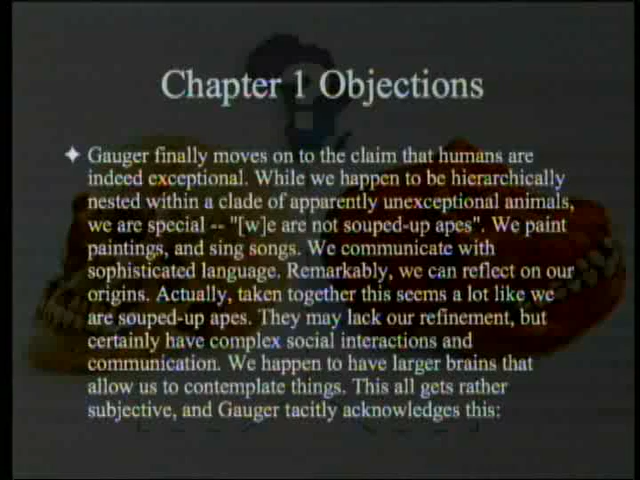 Chapter 1 Objections
Gauger finally moves on to the claim that humans are
indeed exceptional. While we happen to be hierarchically
nested within a clade of apparently unexceptional animals,
we are special -- "[w]e are not souped-up apes". We paint
paintings, and sing songs. We communicate with
sophisticated language. Remarkably, we can reflect on our
origins. Actually, taken together this seems a lot like we
are souped-up apes. They may lack our refinement, but
certainly have complex social interactions and
communication. We happen to have larger brains that
allow us to contemplate things. This all gets rather
subjective, and Gauger tacitly acknowledges this: